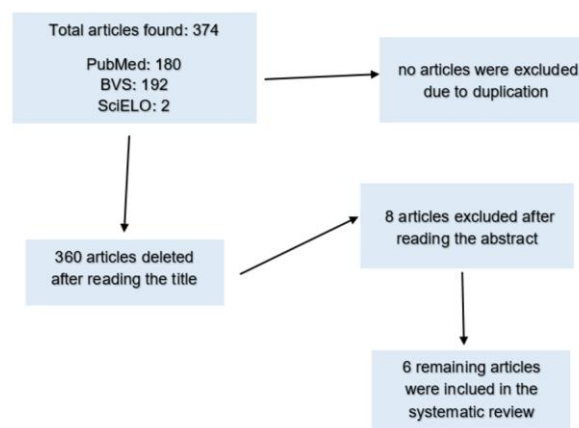 Total articles found: 374
PubMed: 180
BVS: 192
SciELO: 2
no articles were excluded
due to duplication
360 articles deleted
after reading the title
8 articles excluded after
reading the abstract
6 remaining articles
were inclued in the
systematic review